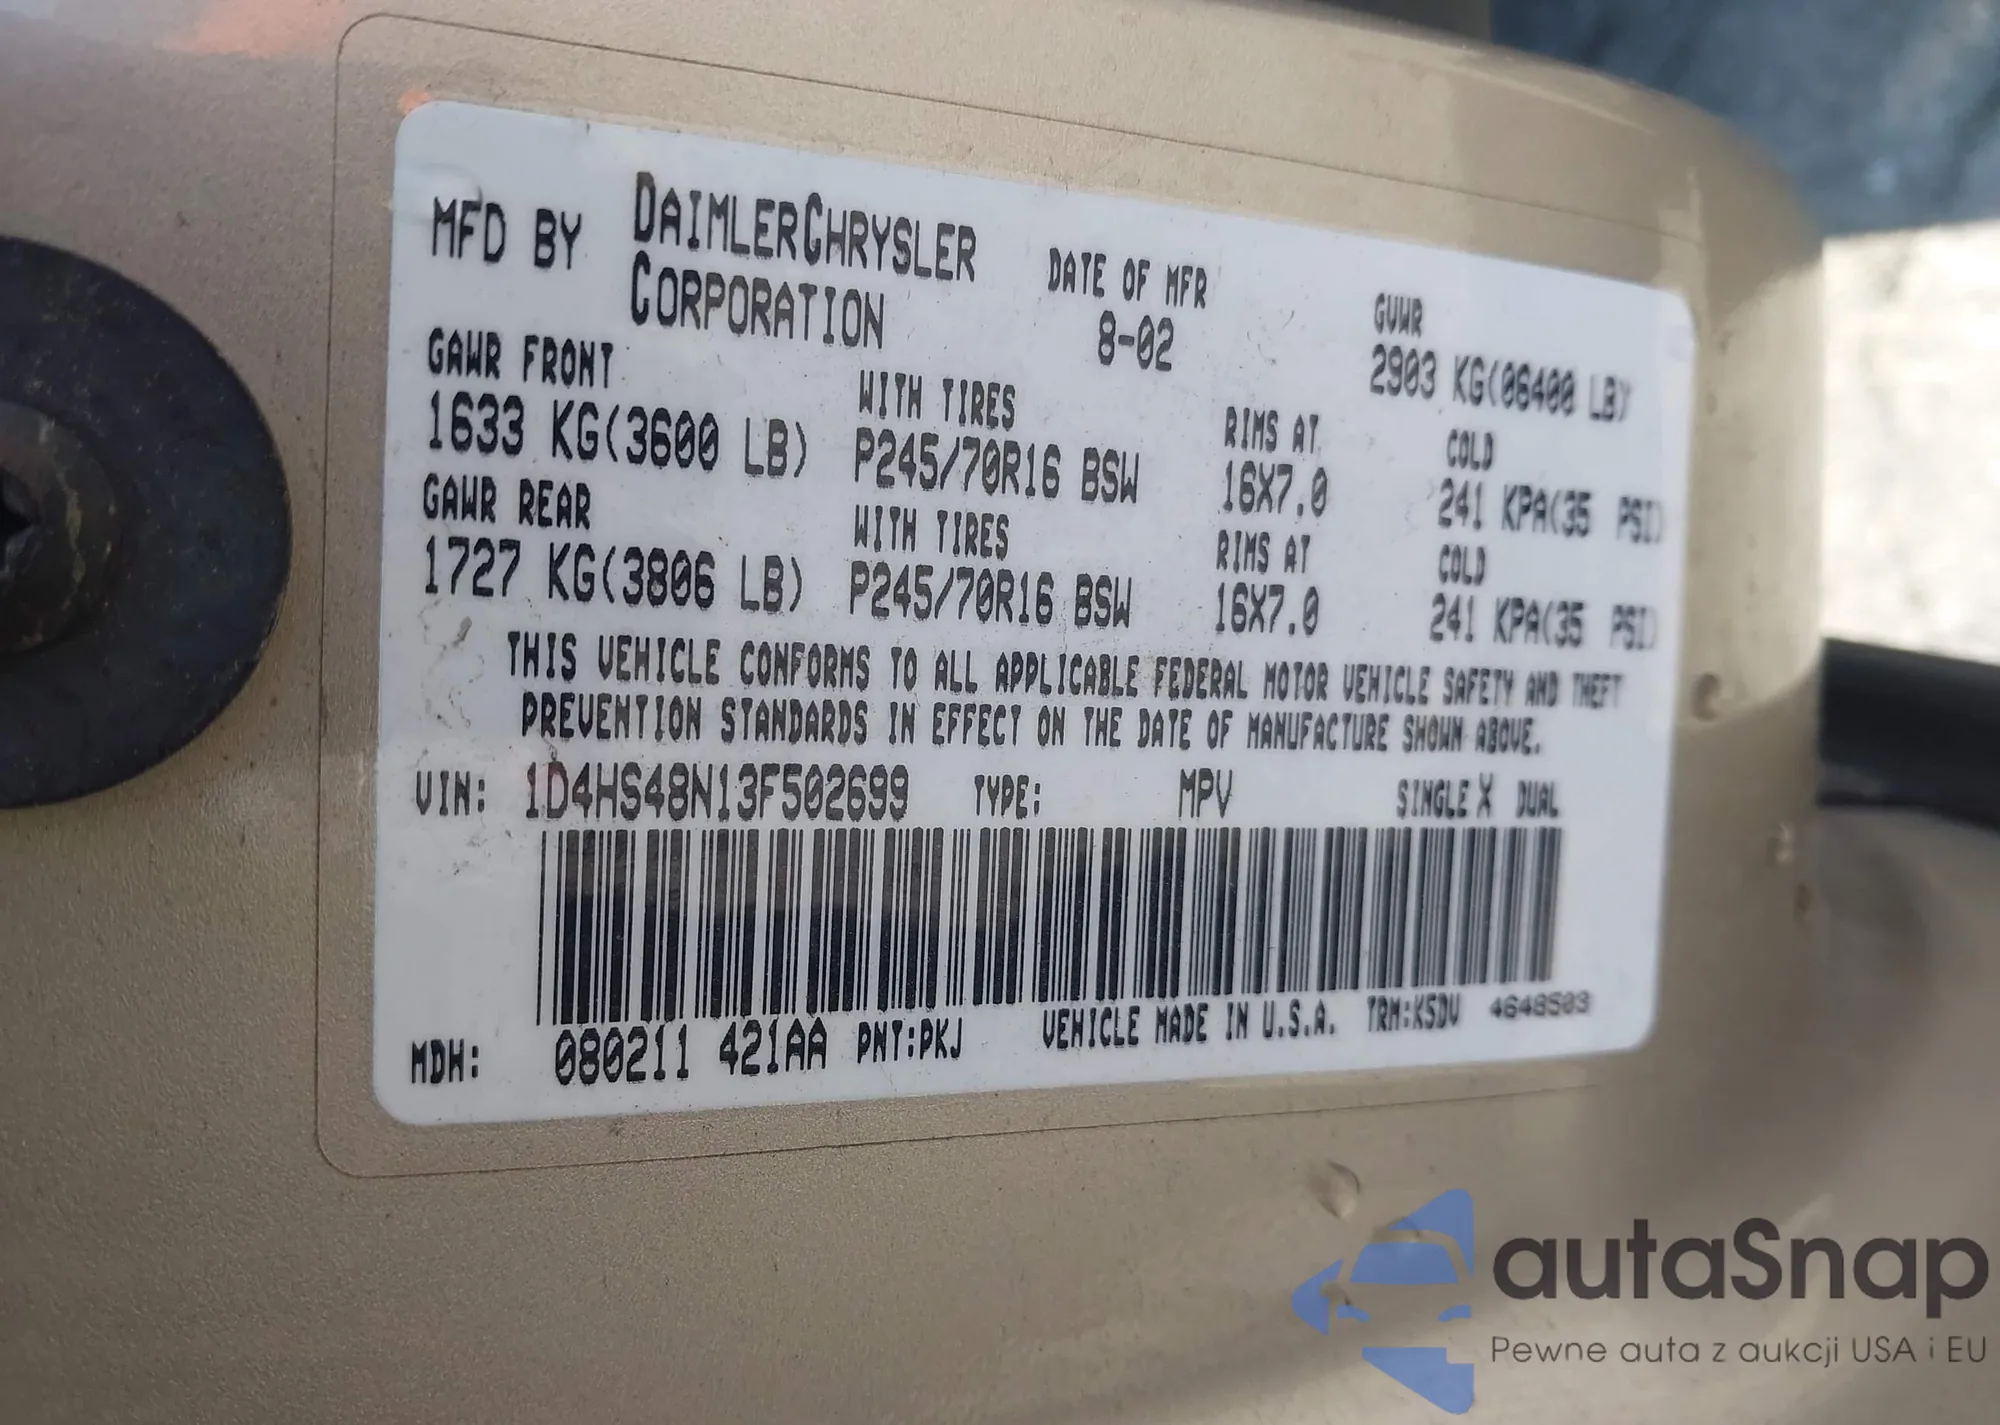 MFD BY DAIMLERCHRYSLER CORPORATION DATE OF MFR 8-02 GVWR 2903 KG(06400 LB)
GAWR FRONT WITH TIRES RIMS AT COLD
1633 KG(3600 LB) P245/70R16 BSW 16X7.0 241 KPA(35 PSI)
GAWR REAR WITH TIRES RIMS AT COLD
1727 KG(3806 LB) P245/70R16 BSW 16X7.0 241 KPA(35 PSI)
THIS VEHICLE CONFORMS TO ALL APPLICABLE FEDERAL MOTOR VEHICLE SAFETY AND THEFT
PREVENTION STANDARDS IN EFFECT ON THE DATE OF MANUFACTURE SHOWN ABOVE.
VIN: 1D4HS48N13F502699 TYPE: MPV SINGLE X DUAL
MDH: 080211 421AA PNT:PKJ VEHICLE MADE IN U.S.A. TRM:K5DV 4648503
autaSnap
Pewne auta z aukcji USA i EU